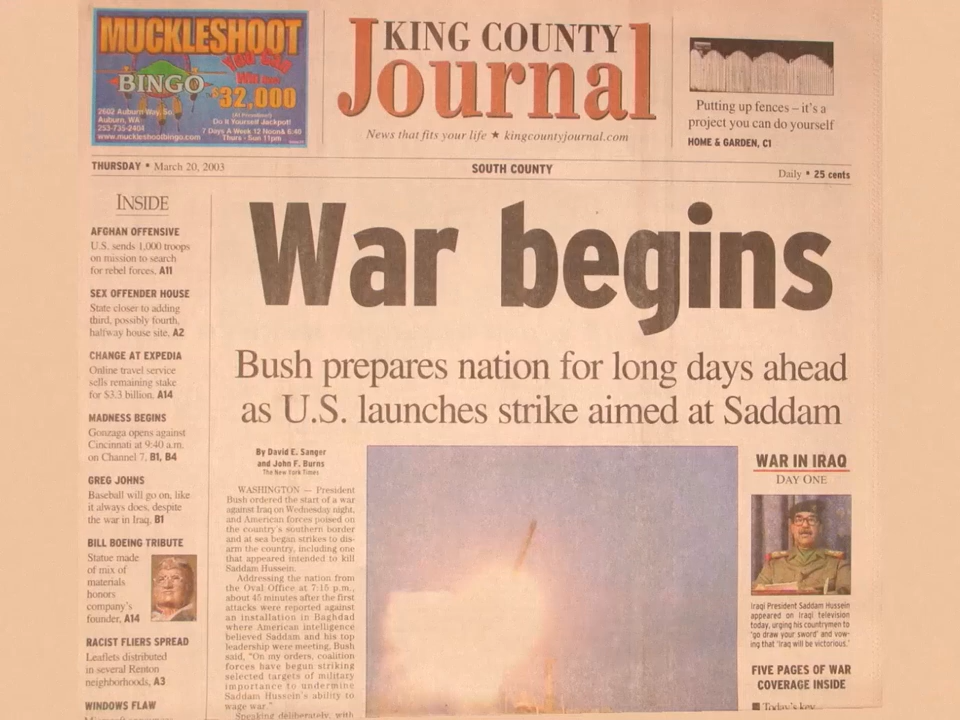 MUCKLESHOOT
BINGO
You Can
Win up to
$32,000
(At Presstime!)
Do It Yourself Jackpot!
2602 Auburn Way So.
Auburn, WA
253-735-2404
www.muckleshootbingo.com
7 Days A Week 12 Noon & 6:40
Thurs - Sun 11pm
KING COUNTY
Journal
News that fits your life ★ kingcountyjournal.com
Putting up fences – it's a
project you can do yourself
HOME & GARDEN, C1
THURSDAY • March 20, 2003
SOUTH COUNTY
Daily • 25 cents
INSIDE
AFGHAN OFFENSIVE
U.S. sends 1,000 troops
on mission to search
for rebel forces. A11
SEX OFFENDER HOUSE
State closer to adding
third, possibly fourth,
halfway house site. A2
CHANGE AT EXPEDIA
Online travel service
sells remaining stake
for $3.3 billion. A14
MADNESS BEGINS
Gonzaga opens against
Cincinnati at 9:40 a.m.
on Channel 7. B1, B4
GREG JOHNS
Baseball will go on, like
it always does, despite
the war in Iraq. B1
BILL BOEING TRIBUTE
Statue made
of mix of
materials
honors
company's
founder, A14
RACIST FLIERS SPREAD
Leaflets distributed
in several Renton
neighborhoods, A3
WINDOWS FLAW
War begins
Bush prepares nation for long days ahead
as U.S. launches strike aimed at Saddam
By David E. Sanger
and John F. Burns
The New York Times
WASHINGTON — President
Bush ordered the start of a war
against Iraq on Wednesday night,
and American forces poised on
the country's southern border
and at sea began strikes to dis-
arm the country, including one
that appeared intended to kill
Saddam Hussein.
Addressing the nation from
the Oval Office at 7:15 p.m.,
about 45 minutes after the first
attacks were reported against
an installation in Baghdad
where American intelligence
believed Saddam and his top
leadership were meeting, Bush
said, "On my orders, coalition
forces have begun striking
selected targets of military
importance to undermine
Saddam Hussein's ability to
wage war."
Speaking deliberately, with
WAR IN IRAQ
DAY ONE
Iraqi President Saddam Hussein
appeared on Iraqi television
today, urging his countrymen to
'go draw your sword' and vow-
ing that 'Iraq will be victorious.'
FIVE PAGES OF WAR
COVERAGE INSIDE
■ Today's key